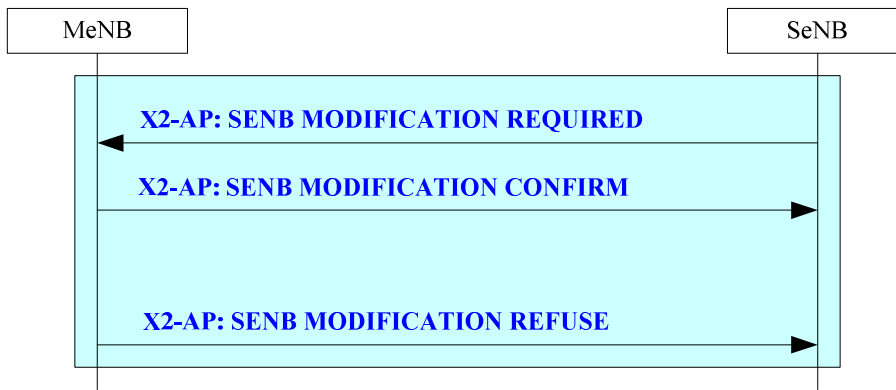 MeNB
SeNB
X2-AP: SENB MODIFICATION REQUIRED
X2-AP: SENB MODIFICATION CONFIRM
X2-AP: SENB MODIFICATION REFUSE